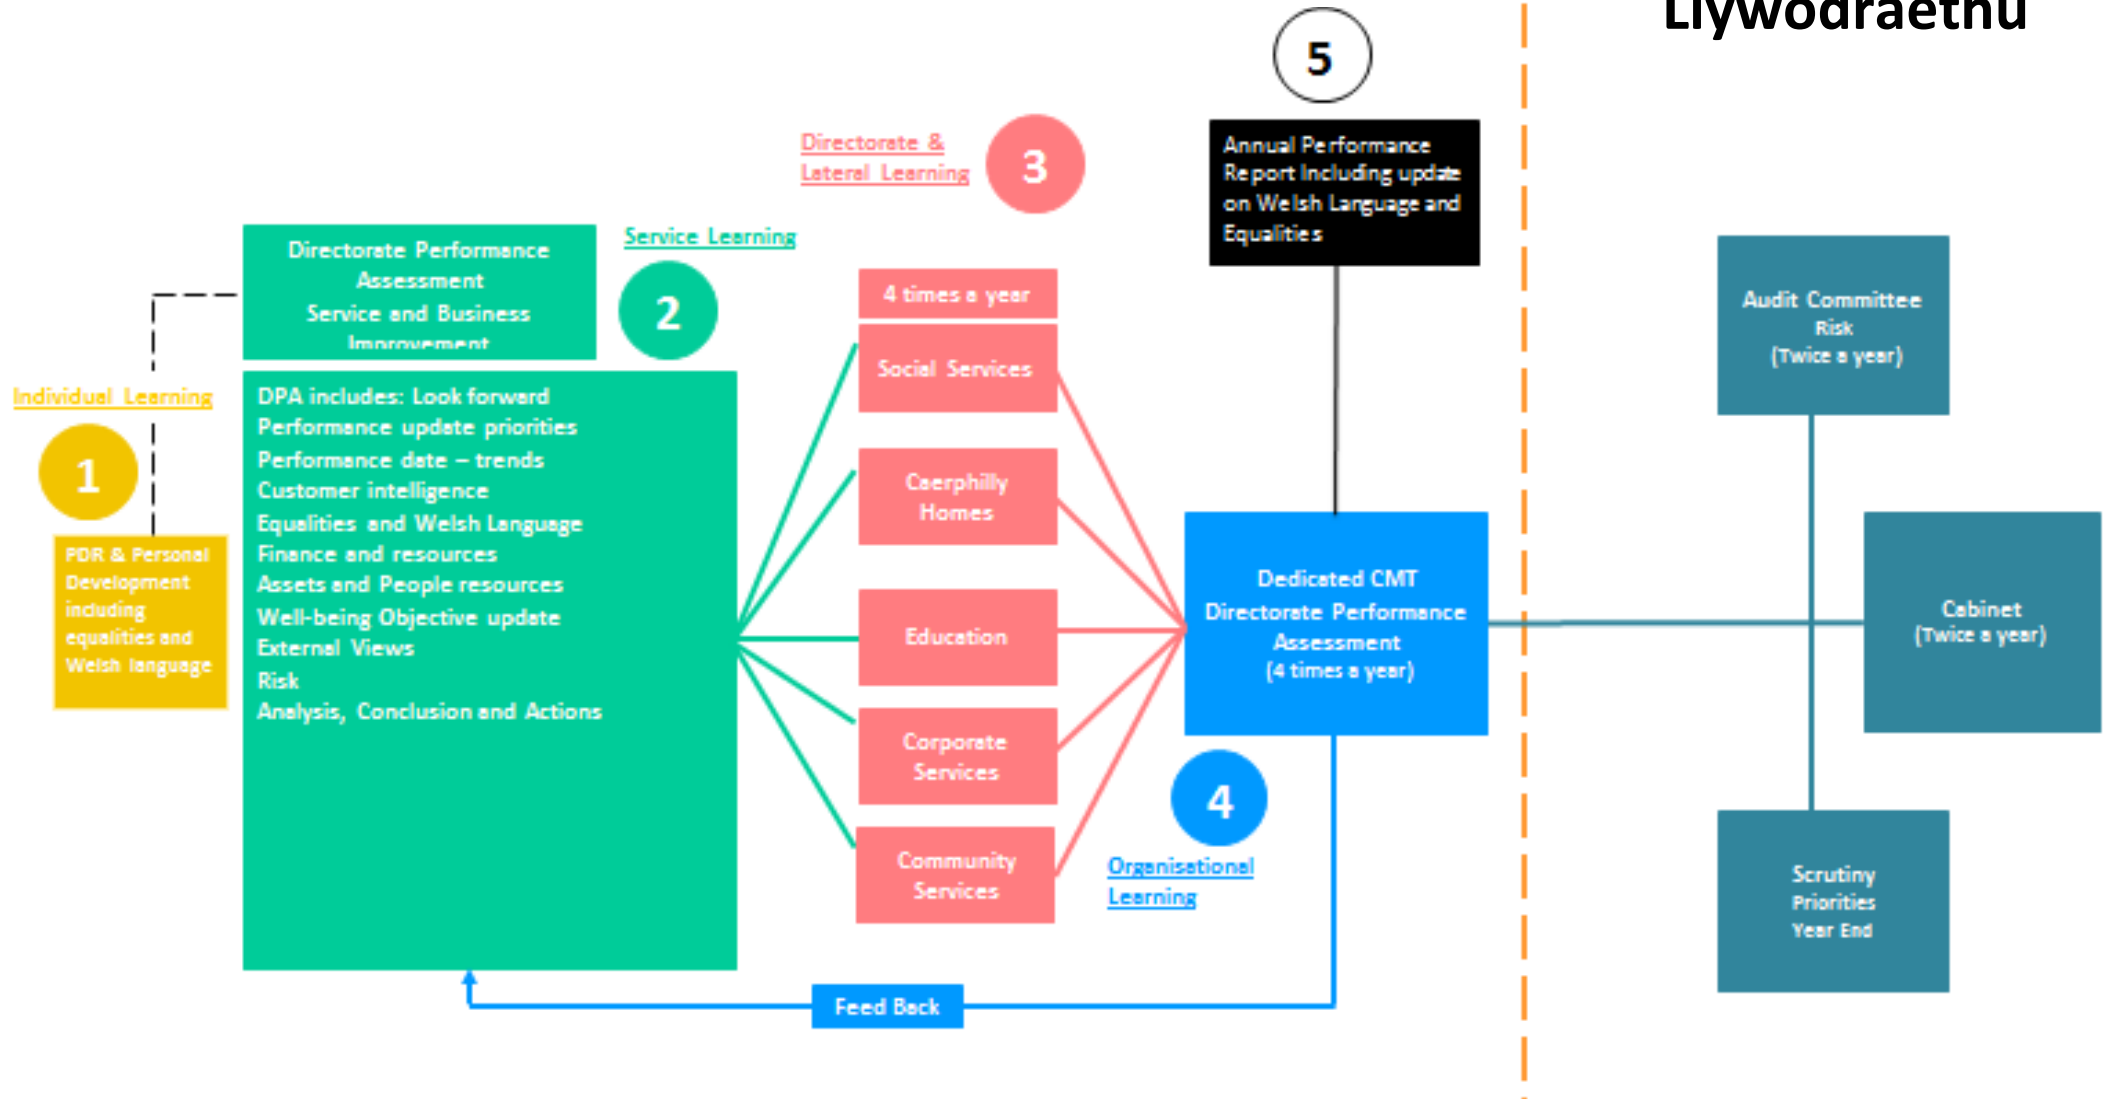 Llywodraethu
5
Directorate &
Lateral Learning
3
Annual Performance
Report Including update
on Welsh Language and
Equalities
Directorate Performance
Assessment
Service and Business
Improvement
Service Learning
2
4 times a year
Social Services
Caerphilly
Homes
Education
Corporate
Services
Community
Services
Individual Learning
1
PDR & Personal
Development
including
equalities and
Welsh language
DPA includes: Look forward
Performance update priorities
Performance date – trends
Customer intelligence
Equalities and Welsh Language
Finance and resources
Assets and People resources
Well-being Objective update
External Views
Risk
Analysis, Conclusion and Actions
Dedicated CMT
Directorate Performance
Assessment
(4 times a year)
4
Organisational
Learning
Feed Back
Audit Committee
Risk
(Twice a year)
Cabinet
(Twice a year)
Scrutiny
Priorities
Year End